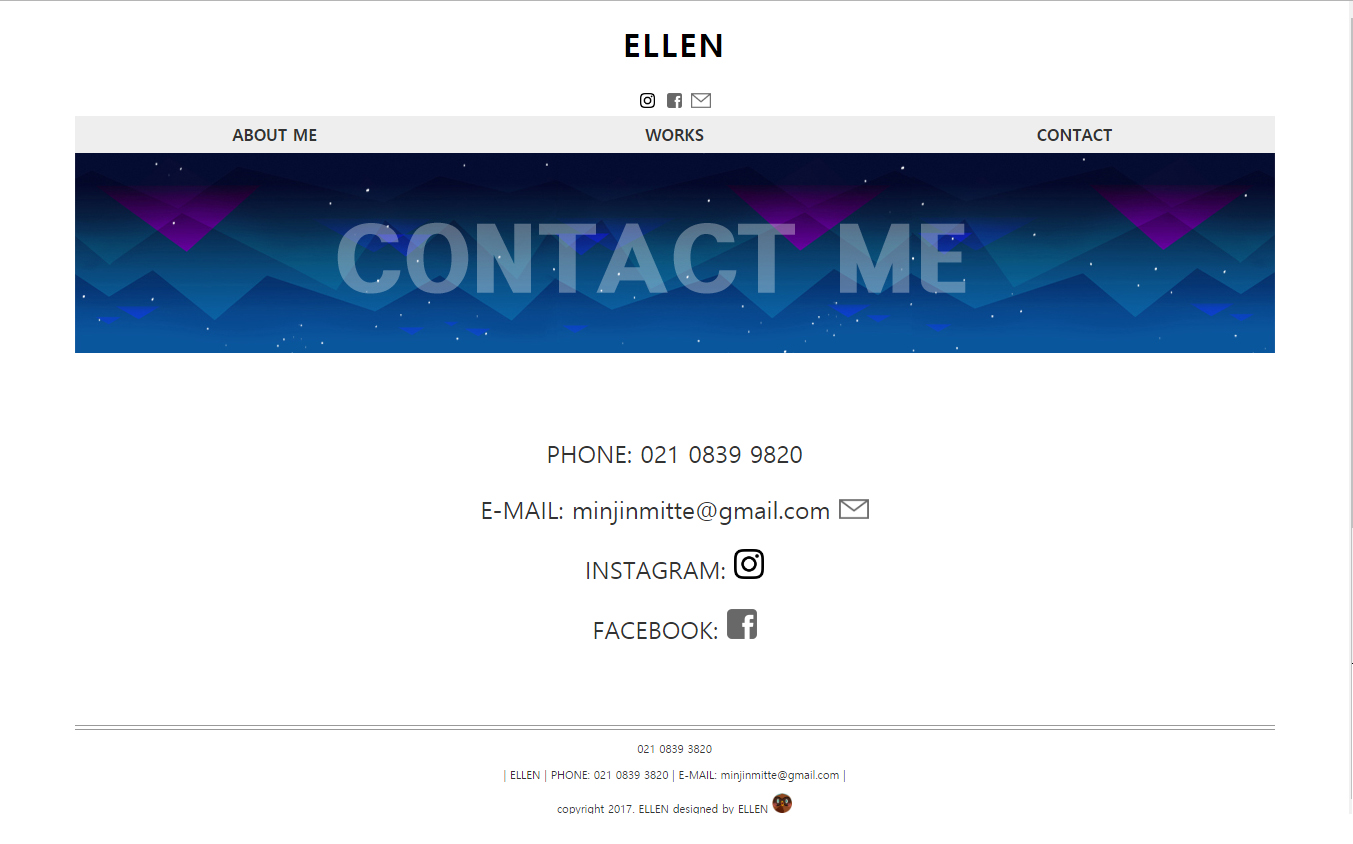 ELLEN
ABOUT ME WORKS CONTACT
CONTACT ME
PHONE: 021 0839 9820
E-MAIL: minjinmitte@gmail.com
INSTAGRAM:
FACEBOOK:
021 0839 3820
| ELLEN | PHONE: 021 0839 3820 | E-MAIL: minjinmitte@gmail.com |
copyright 2017. ELLEN designed by ELLEN